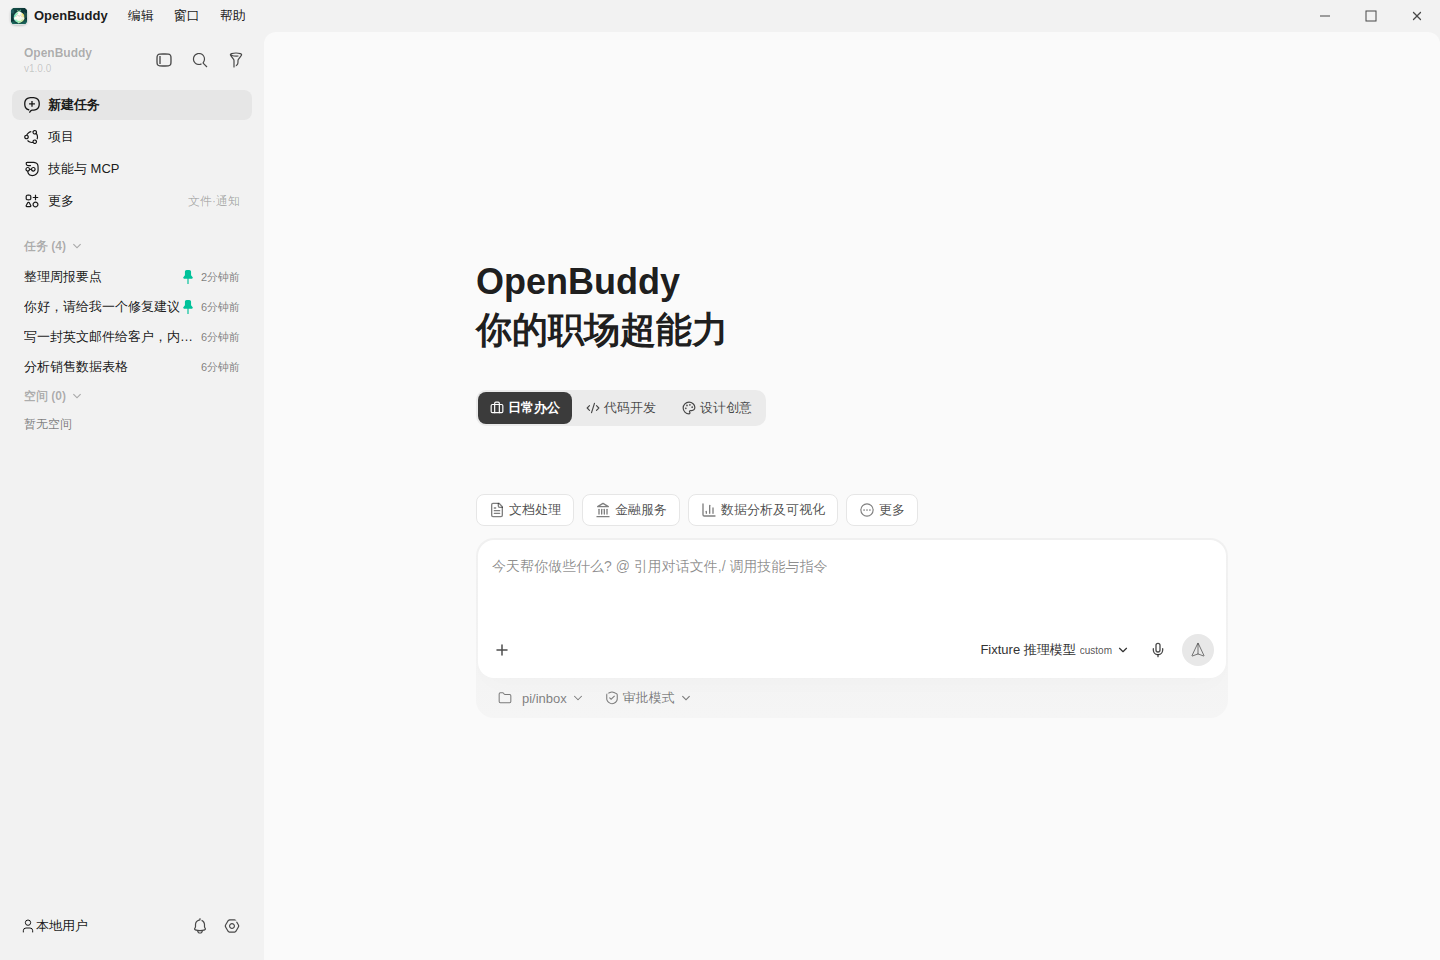 OpenBuddy 编辑 窗口 帮助
OpenBuddy
v1.0.0
新建任务
项目
技能与 MCP
更多 文件·通知
任务 (4)
整理周报要点 2分钟前
你好，请给我一个修复建议 6分钟前
写一封英文邮件给客户，内… 6分钟前
分析销售数据表格 6分钟前
空间 (0)
暂无空间
本地用户
OpenBuddy
你的职场超能力
日常办公 代码开发 设计创意
文档处理 金融服务 数据分析及可视化 更多
今天帮你做些什么? @ 引用对话文件,/ 调用技能与指令
Fixture 推理模型 custom
pi/inbox 审批模式